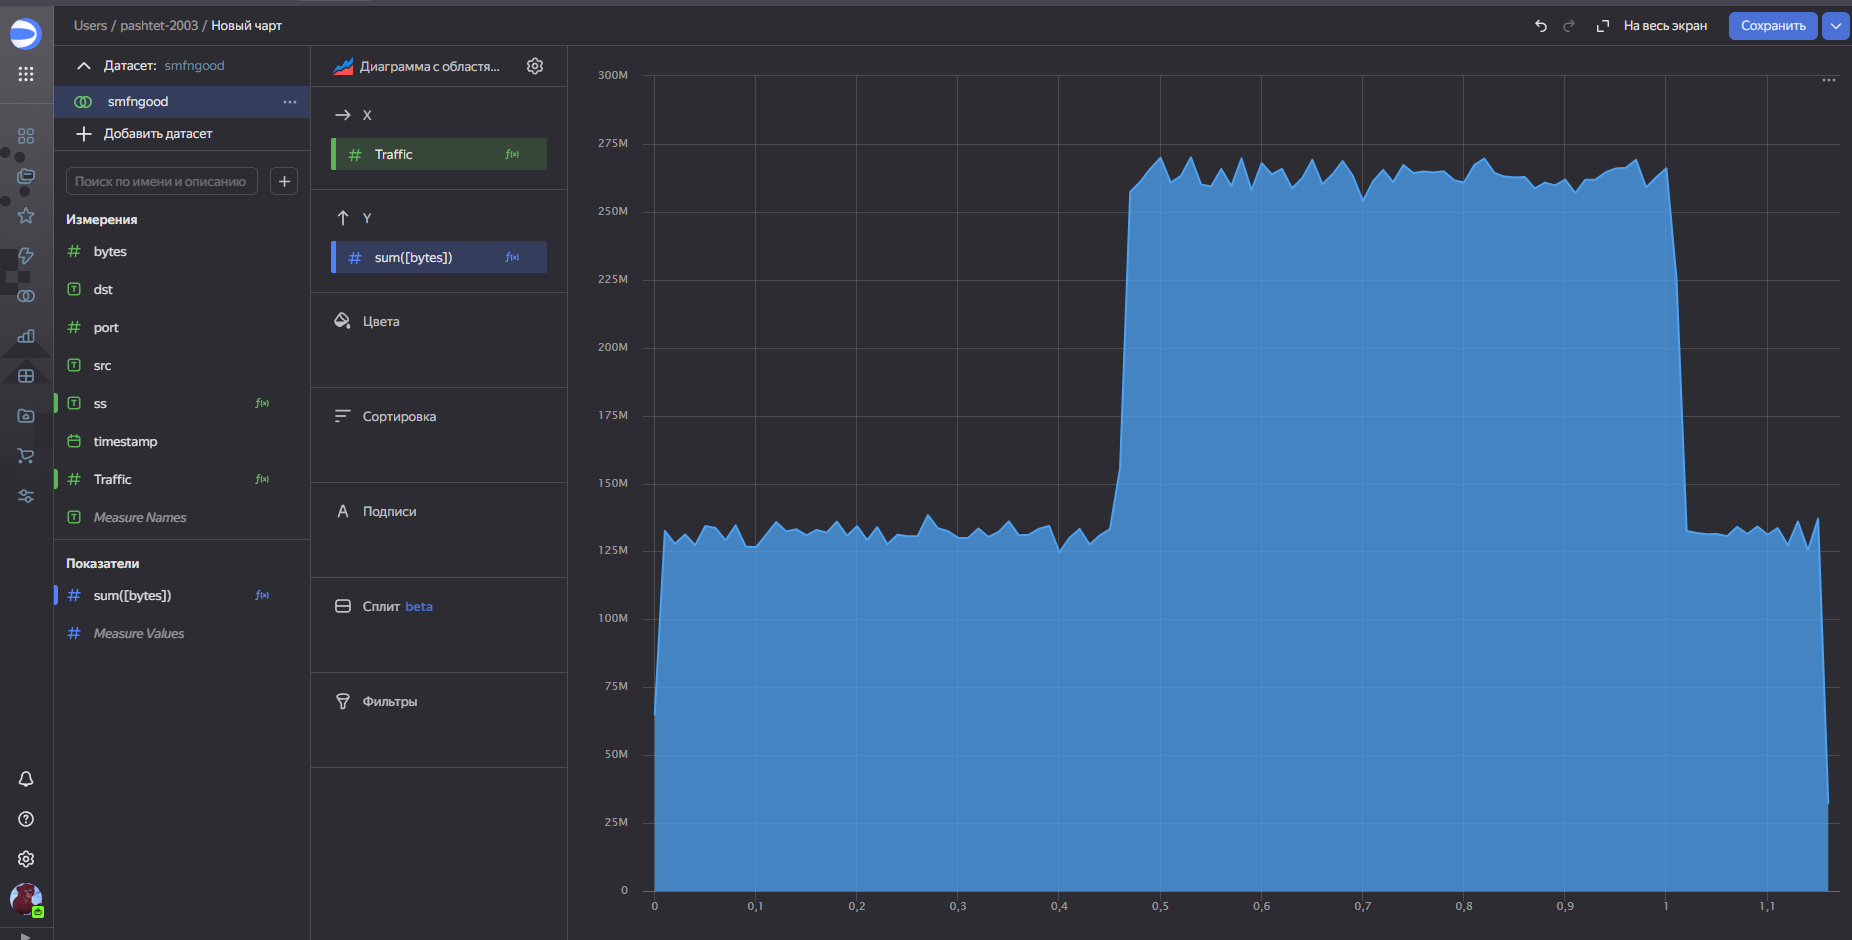 Users / pashtet-2003 / Новый чарт
На весь экран
Сохранить
Датасет: smfngood
smfngood
Добавить датасет
Поиск по имени и описанию
Измерения
bytes
dst
port
src
ss
f(x)
timestamp
Traffic
f(x)
Measure Names
Показатели
sum([bytes])
f(x)
Measure Values
Диаграмма с областя...
X
Traffic
f(x)
Y
sum([bytes])
f(x)
Цвета
Сортировка
Подписи
Сплит beta
Фильтры
300M
275M
250M
225M
200M
175M
150M
125M
100M
75M
50M
25M
0
0 0,1 0,2 0,3 0,4 0,5 0,6 0,7 0,8 0,9 1 1,1